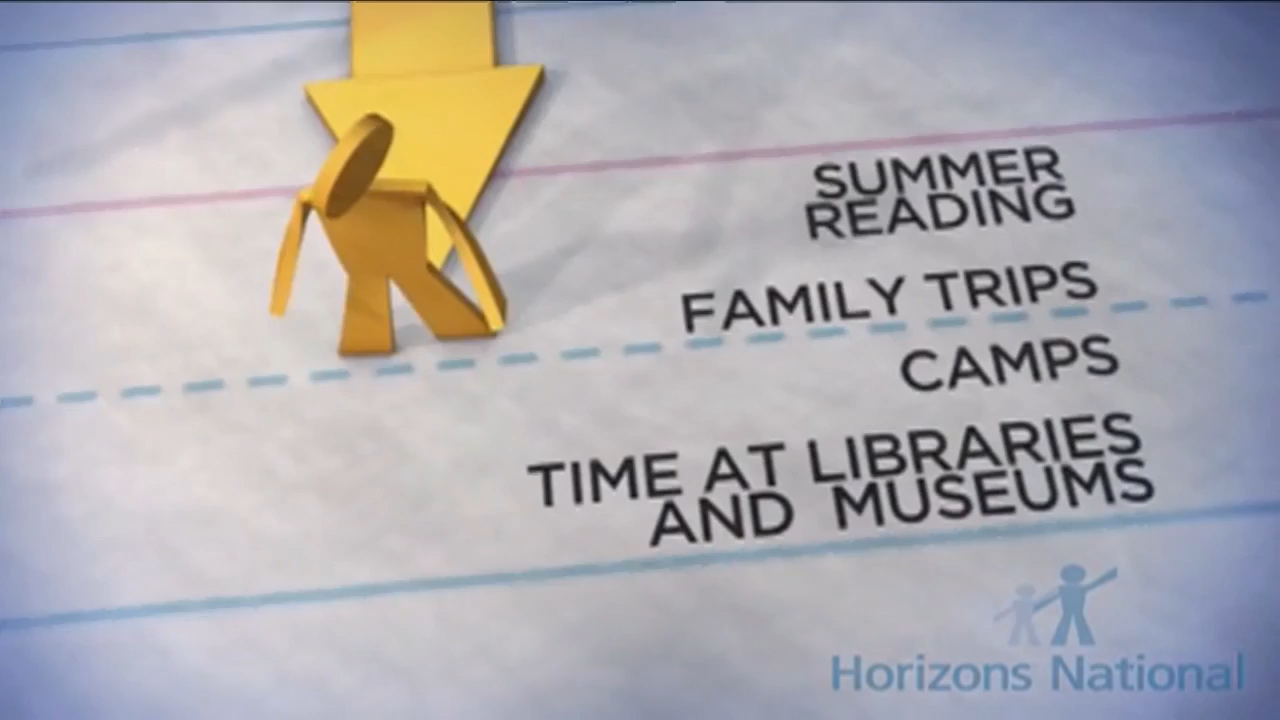 SUMMER
READING
FAMILY TRIPS
CAMPS
TIME AT LIBRARIES
AND MUSEUMS
Horizons National